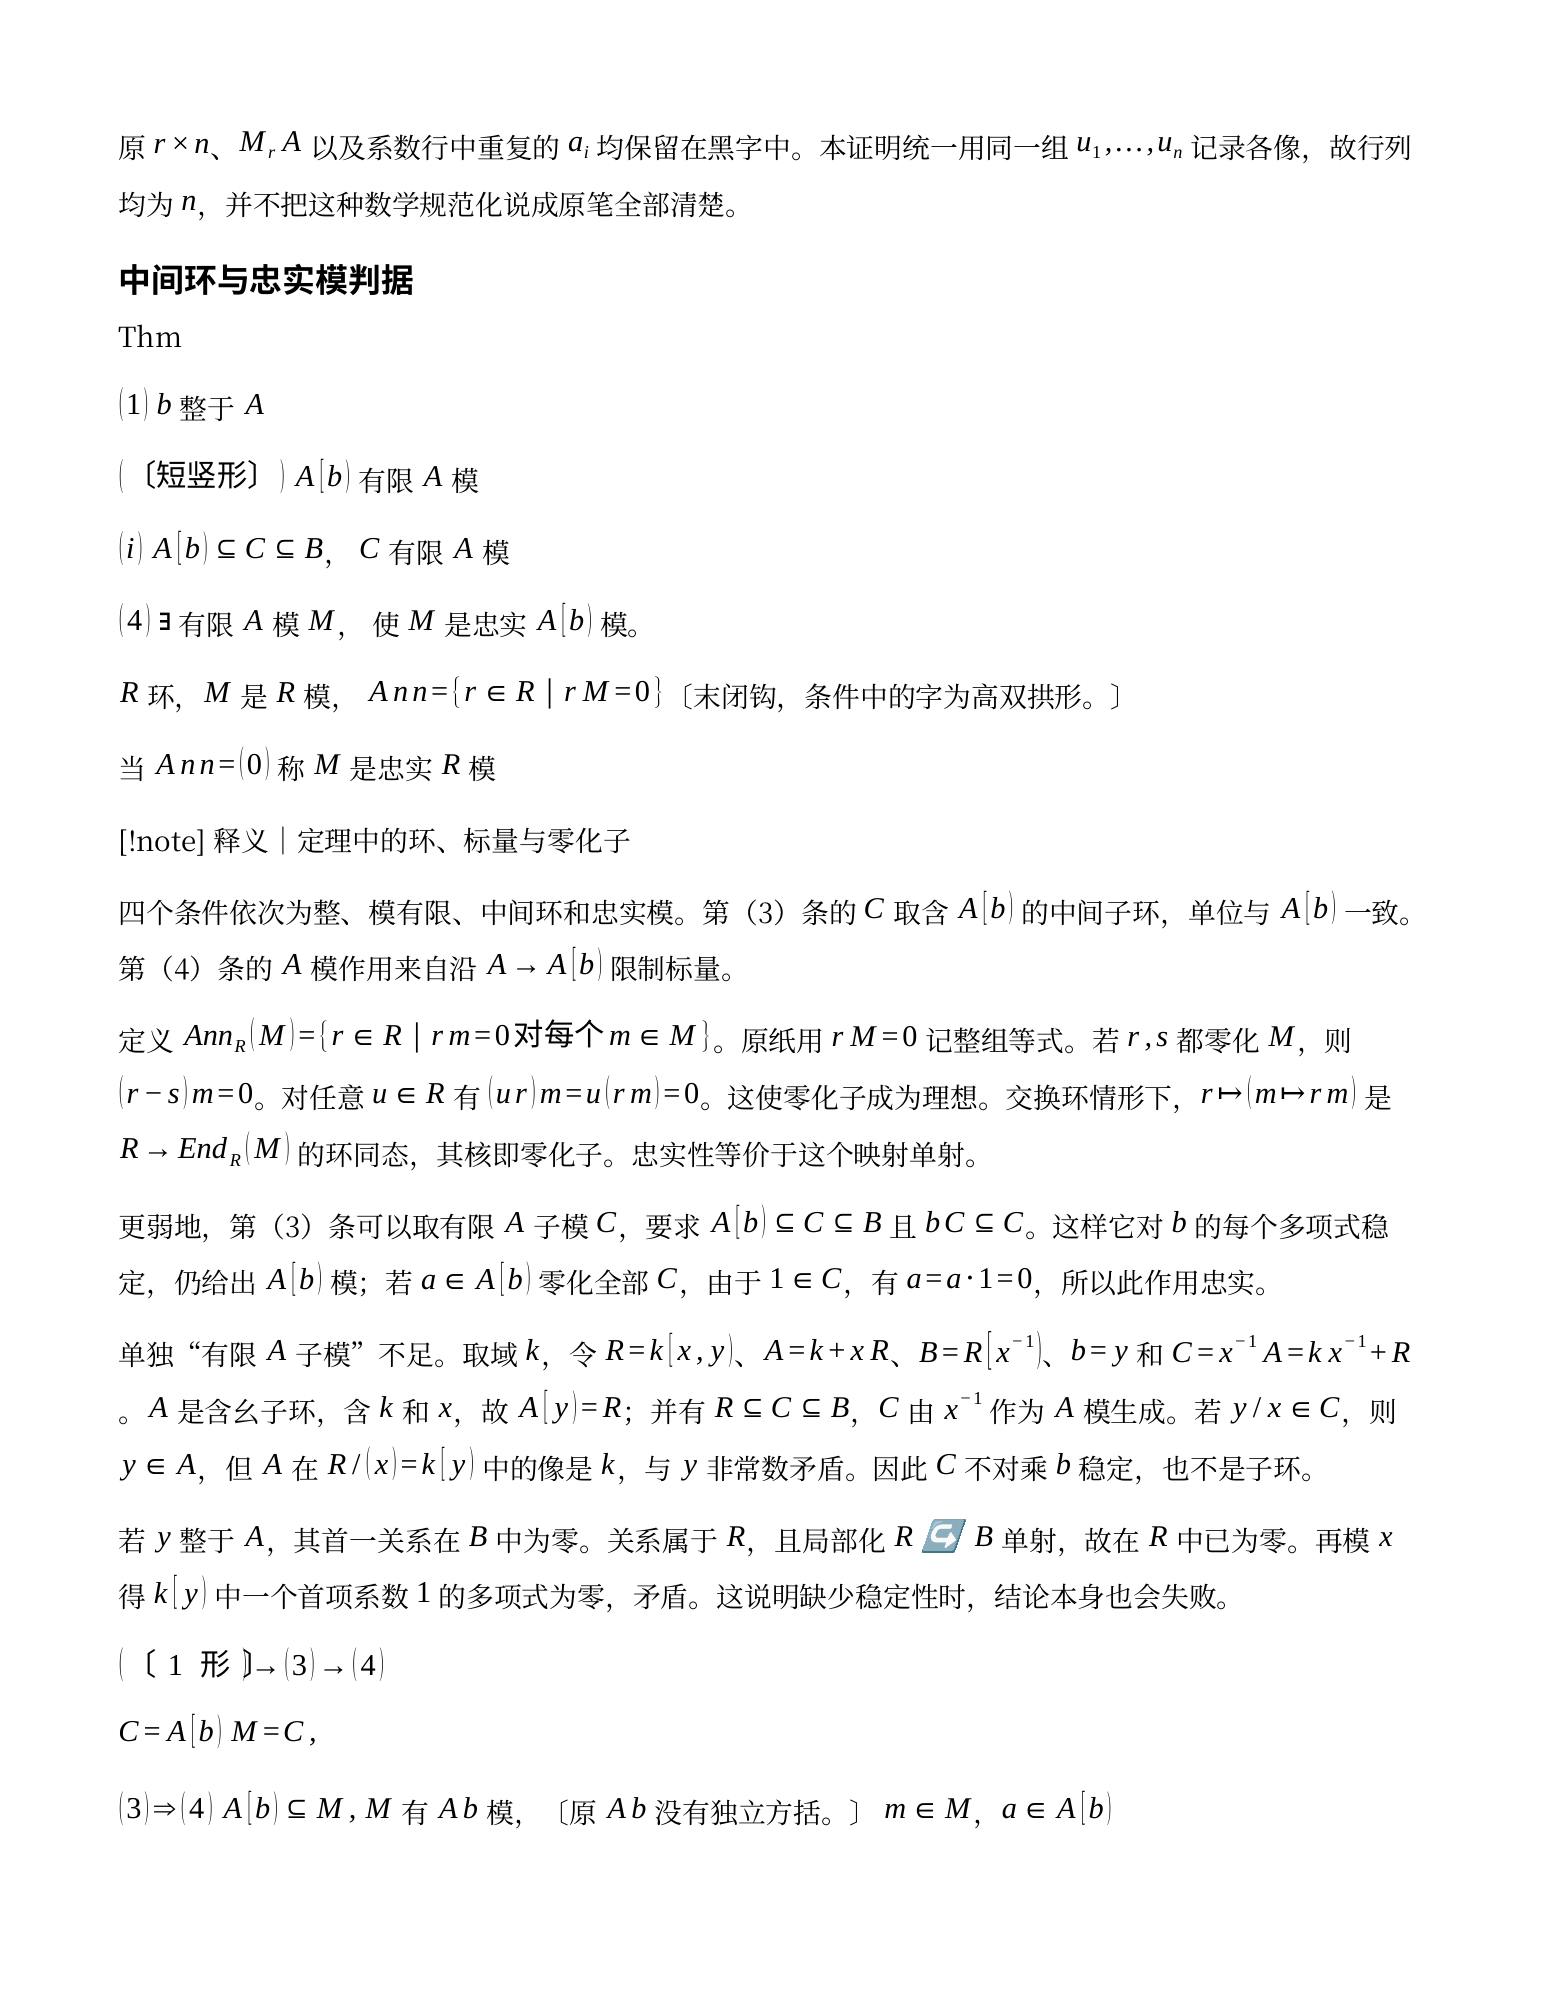 原 r × n、M_r A 以及系数行中重复的 a_i 均保留在黑字中。本证明统一用同一组 u_1,…,u_n 记录各像，故行列
均为 n，并不把这种数学规范化说成原笔全部清楚。
中间环与忠实模判据
Thm
(1) b 整于 A
(〔短竖形〕) A[b) 有限 A 模
(i) A[b) ⊆ C ⊆ B， C 有限 A 模
(4) ∃ 有限 A 模 M， 使 M 是忠实 A[b) 模。
R 环，M 是 R 模， Ann={r ∈ R | r M=0}〔末闭钩，条件中的字为高双拱形。〕
当 Ann=(0) 称 M 是忠实 R 模
[!note] 释义｜定理中的环、标量与零化子
四个条件依次为整、模有限、中间环和忠实模。第（3）条的 C 取含 A[b) 的中间子环，单位与 A[b) 一致。
第（4）条的 A 模作用来自沿 A → A[b) 限制标量。
定义 Ann_R(M)={r ∈ R | r m=0对每个m ∈ M}。原纸用 r M=0 记整组等式。若 r,s 都零化 M，则
(r−s)m=0。对任意 u ∈ R 有 (ur)m=u(rm)=0。这使零化子成为理想。交换环情形下，r↦(m↦rm) 是
R → End_R(M) 的环同态，其核即零化子。忠实性等价于这个映射单射。
更弱地，第（3）条可以取有限 A 子模 C，要求 A[b) ⊆ C ⊆ B 且 bC ⊆ C。这样它对 b 的每个多项式稳
定，仍给出 A[b) 模；若 a ∈ A[b) 零化全部 C，由于 1 ∈ C，有 a=a·1=0，所以此作用忠实。
单独“有限 A 子模”不足。取域 k，令 R=k[x,y)、A=k+xR、B=R[x^{−1})、b=y 和 C=x^{−1}A=kx^{−1}+R
。A 是含幺子环，含 k 和 x，故 A[y)=R；并有 R ⊆ C ⊆ B，C 由 x^{−1} 作为 A 模生成。若 y/x ∈ C，则
y ∈ A，但 A 在 R/(x)=k[y) 中的像是 k，与 y 非常数矛盾。因此 C 不对乘 b 稳定，也不是子环。
若 y 整于 A，其首一关系在 B 中为零。关系属于 R，且局部化 R ↪️ B 单射，故在 R 中已为零。再模 x
得 k[y) 中一个首项系数 1 的多项式为零，矛盾。这说明缺少稳定性时，结论本身也会失败。
(〔1 形〕)→(3)→(4)
C=A[b) M=C,
(3)⇒(4) A[b) ⊆ M, M 有 Ab 模，〔原 Ab 没有独立方括。〕 m ∈ M，a ∈ A[b)